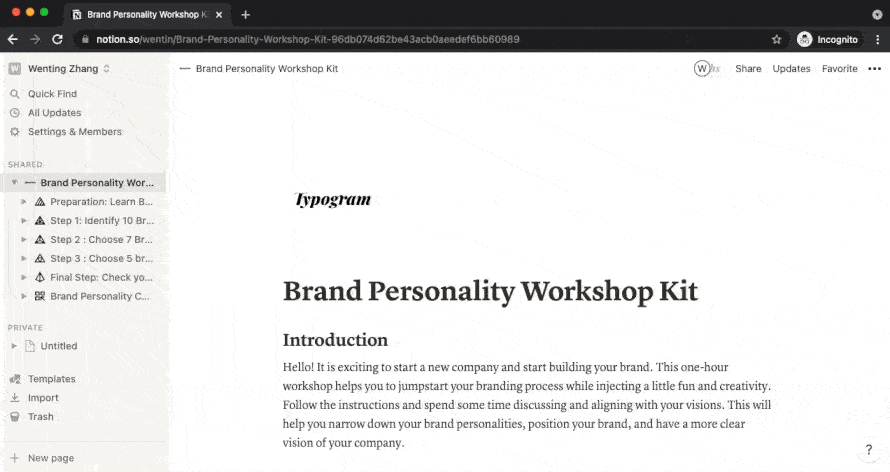 Brand Personality Workshop K
notion.so/wentin/Brand-Personality-Workshop-Kit-96db074d62be43acb0aeedef6bb60989
Incognito
W Wenting Zhang
Brand Personality Workshop Kit
W
Share Updates Favorite
Quick Find
All Updates
Settings & Members
SHARED
Brand Personality Wor...
Preparation: Learn B...
Step 1: Identify 10 Br...
Step 2 : Choose 7 Br...
Step 3 : Choose 5 br...
Final Step: Check yo...
Brand Personality C...
PRIVATE
Untitled
Templates
Import
Trash
New page
Typogram
Brand Personality Workshop Kit
Introduction
Hello! It is exciting to start a new company and start building your brand. This one-hour
workshop helps you to jumpstart your branding process while injecting a little fun and creativity.
Follow the instructions and spend some time discussing and aligning with your visions. This will
help you narrow down your brand personalities, position your brand, and have a more clear
vision of your company.
?